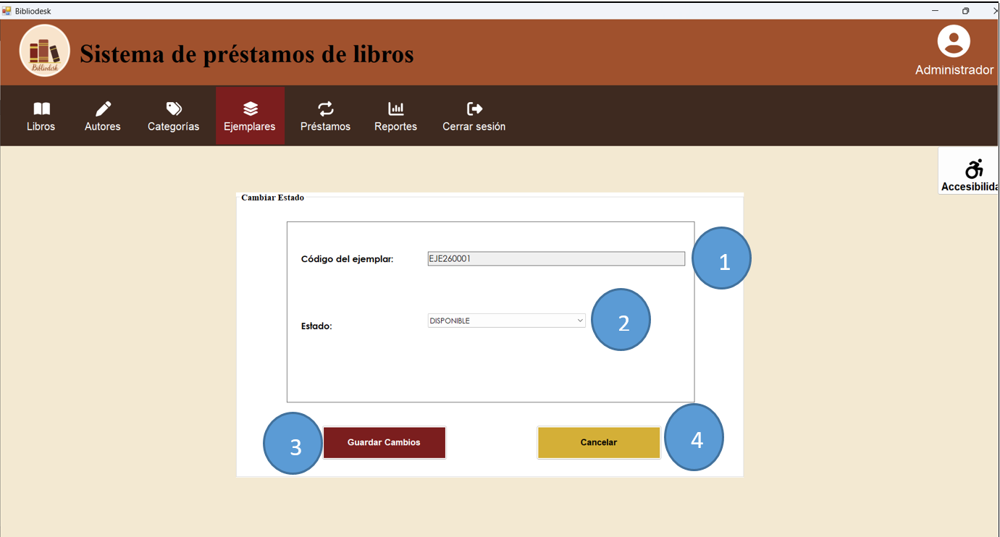 Bibliodesk
Bibliodesk
Sistema de préstamos de libros
Administrador
Libros
Autores
Categorías
Ejemplares
Préstamos
Reportes
Cerrar sesión
Accesibilida
Cambiar Estado
Código del ejemplar:
EJE260001
1
Estado:
DISPONIBLE
2
3
Guardar Cambios
Cancelar
4